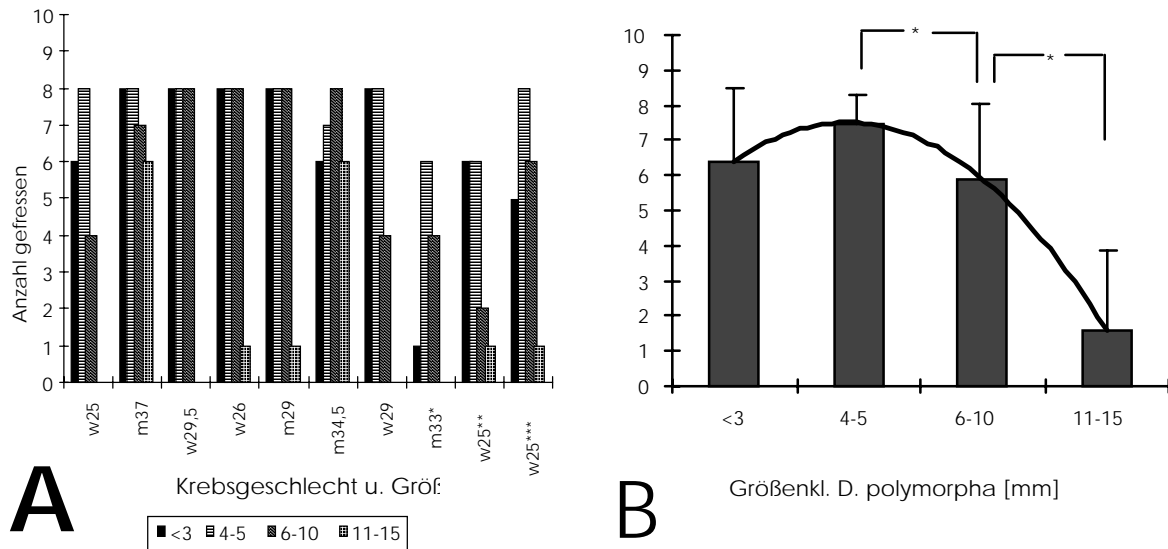 10
9
8
7
6
5
4
3
2
1
0
Anzahl gefressen
w25
m37
w29,5
w26
m29
m34,5
w29
m33*
w25**
w25***
Krebsgeschlecht u. Größ
<3 4-5 6-10 11-15
A
10
9
8
7
6
5
4
3
2
1
0
*
*
<3
4-5
6-10
11-15
Größenkl. D. polymorpha [mm]
B